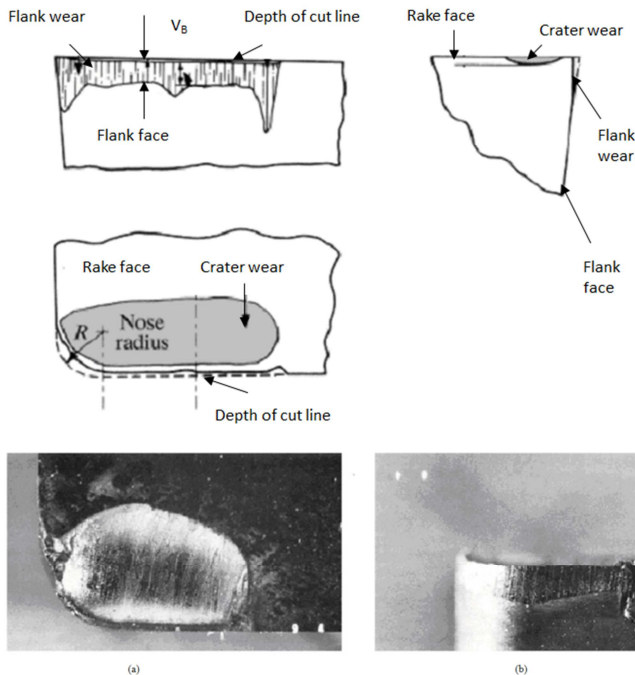 Flank wear
V_B
Depth of cut line
Flank face
Rake face
Crater wear
Flank
wear
Flank
face
Rake face
Crater wear
R
Nose
radius
Depth of cut line
(a)
(b)